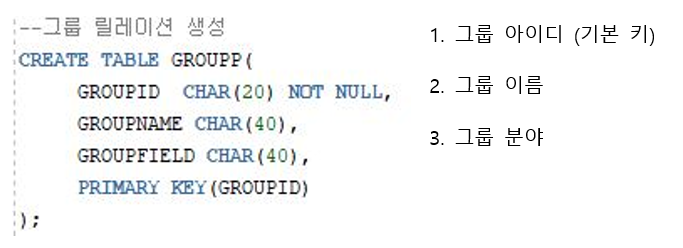 --그룹 릴레이션 생성
CREATE TABLE GROUPP(
GROUPID CHAR(20) NOT NULL,
GROUPNAME CHAR(40),
GROUPFIELD CHAR(40),
PRIMARY KEY(GROUPID)
);
1. 그룹 아이디 (기본 키)
2. 그룹 이름
3. 그룹 분야